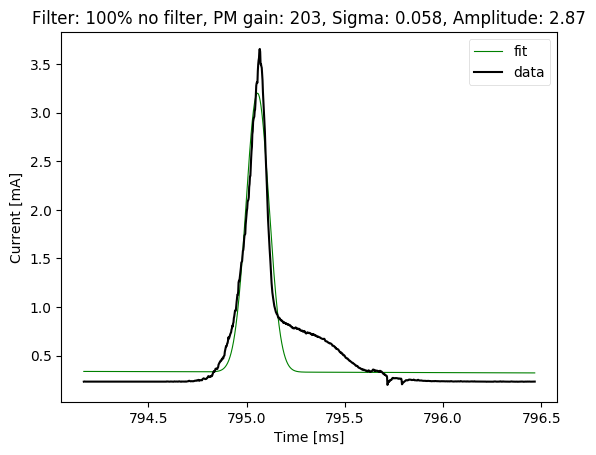 Filter: 100% no filter, PM gain: 203, Sigma: 0.058, Amplitude: 2.87
fit
data
3.5
3.0
2.5
2.0
1.5
1.0
0.5
Current [mA]
794.5 795.0 795.5 796.0 796.5
Time [ms]